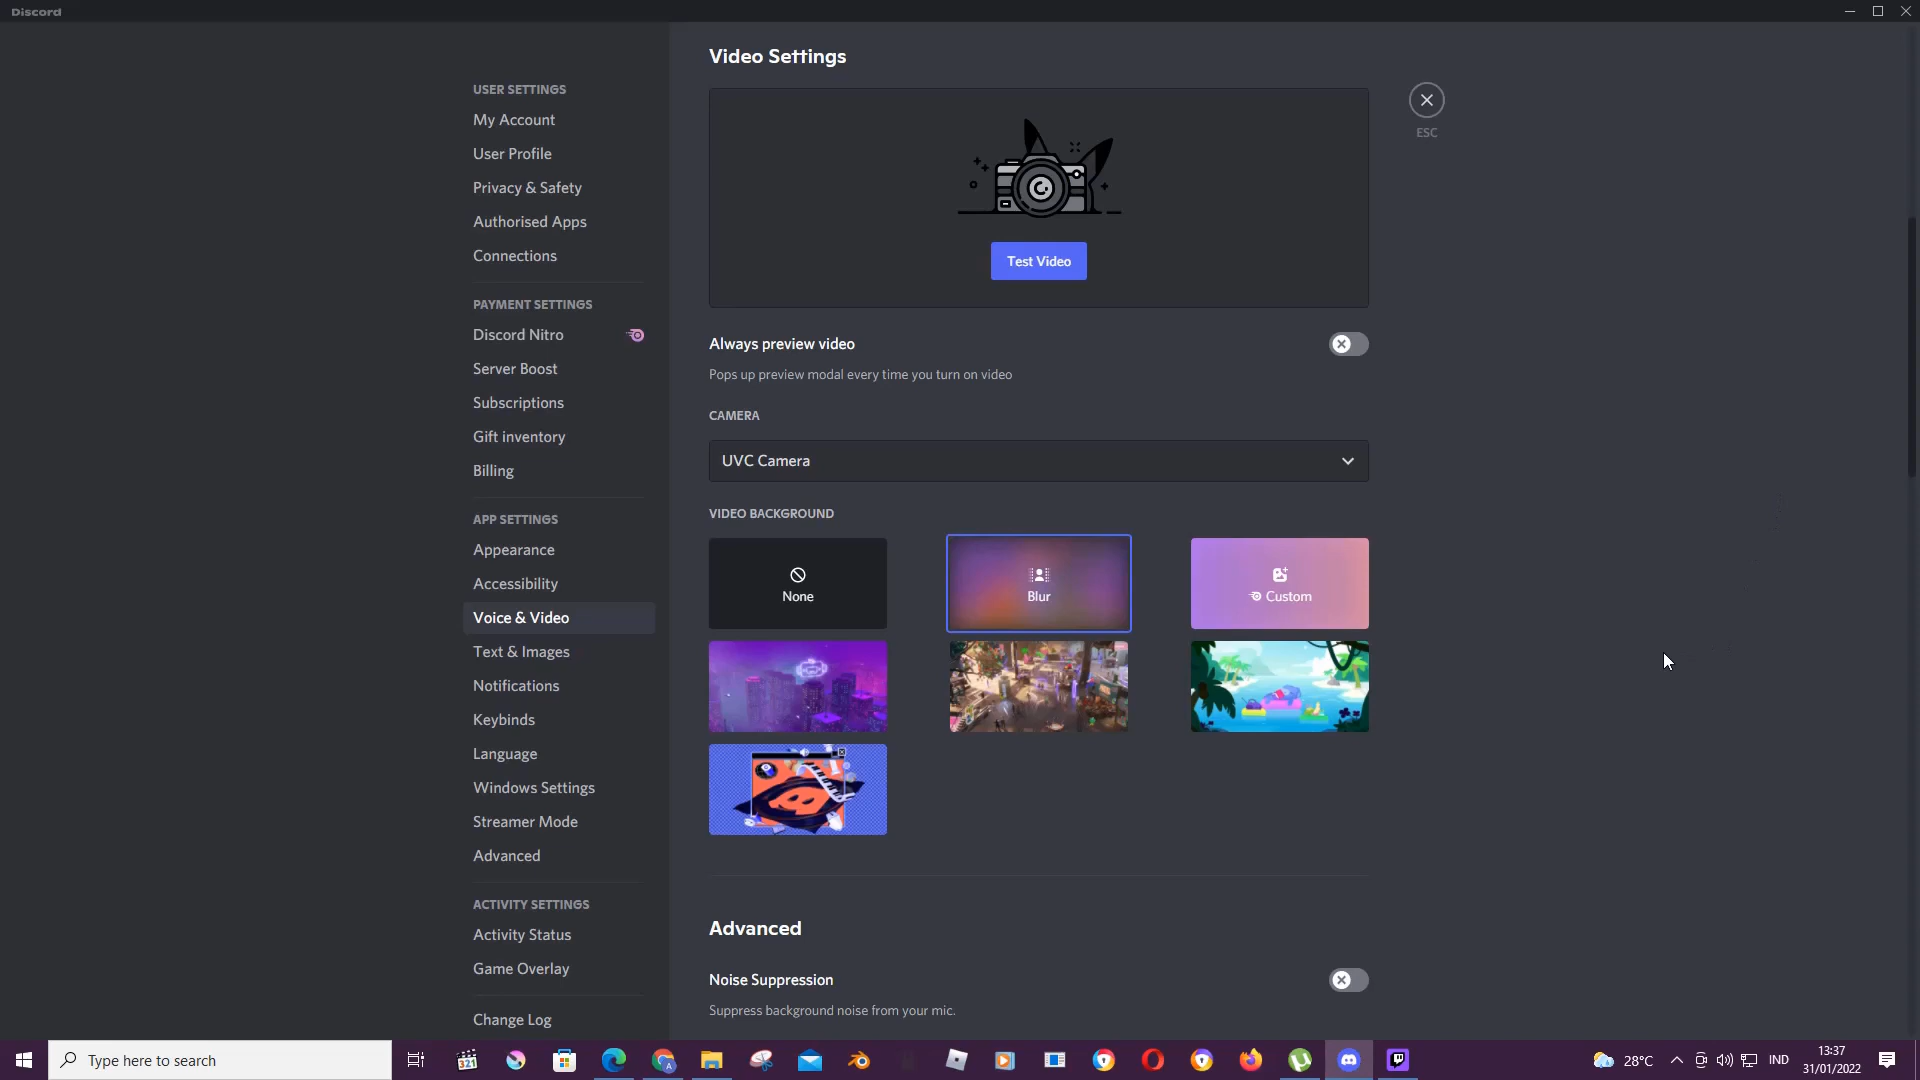 Discord
USER SETTINGS
My Account
User Profile
Privacy & Safety
Authorised Apps
Connections
PAYMENT SETTINGS
Discord Nitro
Server Boost
Subscriptions
Gift inventory
Billing
APP SETTINGS
Appearance
Accessibility
Voice & Video
Text & Images
Notifications
Keybinds
Language
Windows Settings
Streamer Mode
Advanced
ACTIVITY SETTINGS
Activity Status
Game Overlay
Change Log
Video Settings
ESC
Test Video
Always preview video
Pops up preview modal every time you turn on video
CAMERA
UVC Camera
VIDEO BACKGROUND
None
Blur
Custom
Advanced
Noise Suppression
Suppress background noise from your mic.
Type here to search
321
A
28°C
IND
13:37
31/01/2022